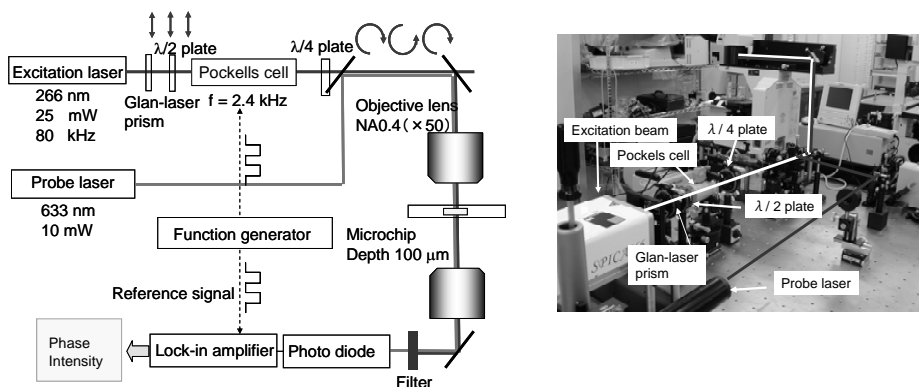 λ/2 plate
λ/4 plate
Excitation laser
Pockells cell
266 nm
25 mW
80 kHz
Glan-laser
prism
f = 2.4 kHz
Objective lens
NA0.4(×50)
Probe laser
633 nm
10 mW
Function generator
Microchip
Depth 100 μm
Reference signal
Phase
Intensity
Lock-in amplifier
Photo diode
Filter
Excitation beam
λ / 4 plate
Pockels cell
λ / 2 plate
Glan-laser
prism
Probe laser